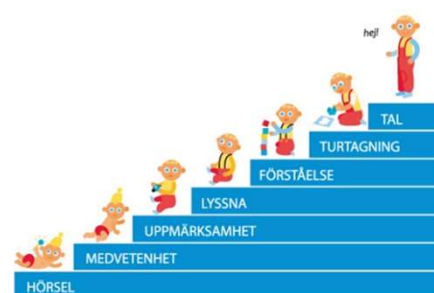 hej!
TAL
TURTAGNING
FÖRSTÅELSE
LYSSNA
UPPMÄRKSAMHET
MEDVETENHET
HÖRSEL